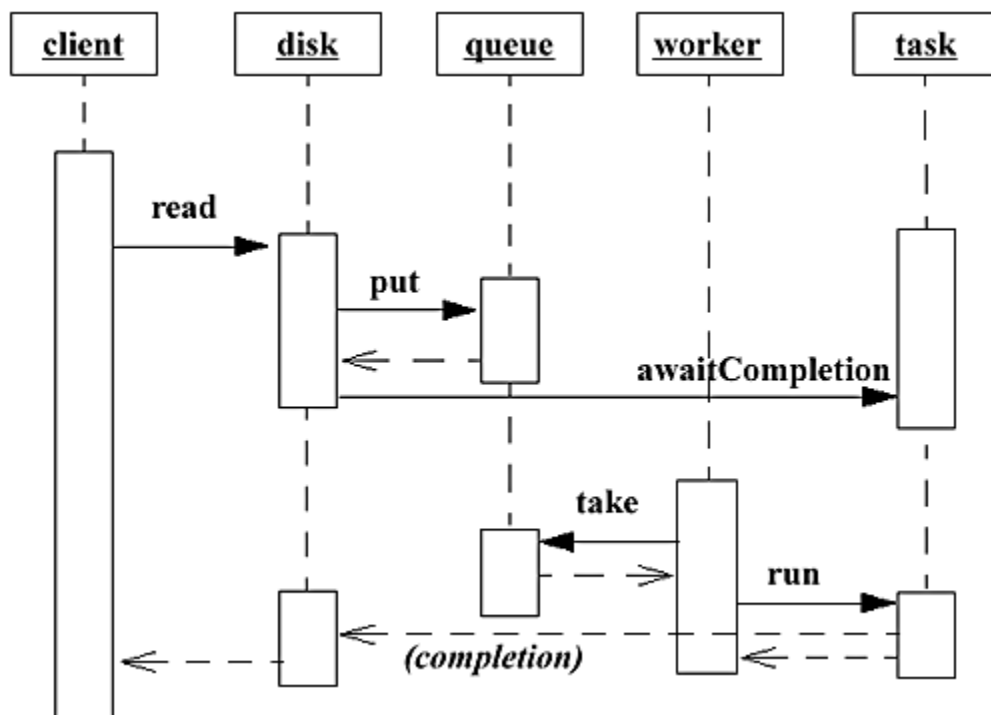 client disk queue worker task
read
put
awaitCompletion
take
run
(completion)